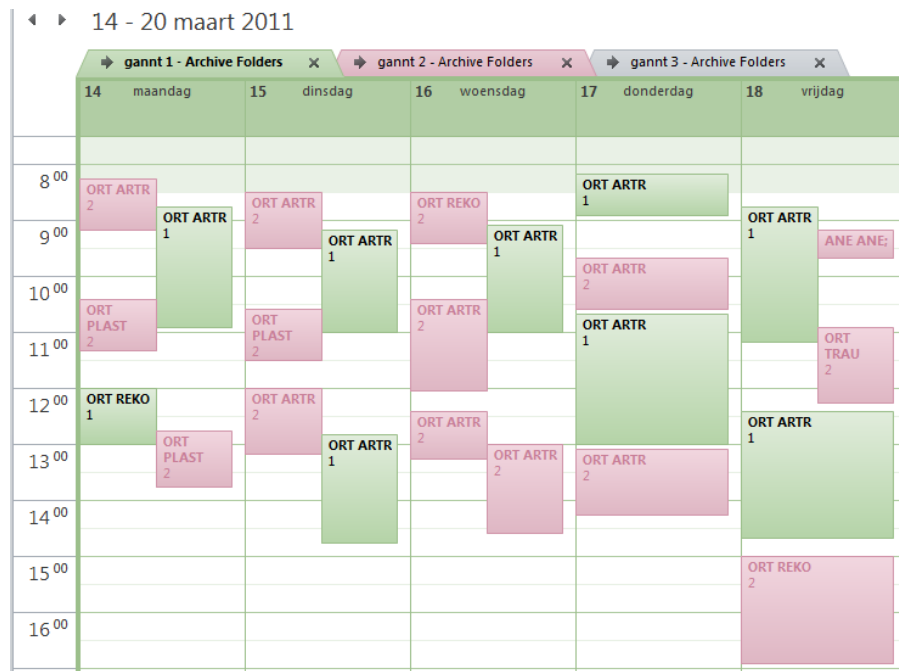 14 - 20 maart 2011
gannt 1 - Archive Folders
gannt 2 - Archive Folders
gannt 3 - Archive Folders
14 maandag
15 dinsdag
16 woensdag
17 donderdag
18 vrijdag
8 00
9 00
10 00
11 00
12 00
13 00
14 00
15 00
16 00
ORT ARTR
2
ORT ARTR
1
ORT
PLAST
2
ORT REKO
1
ORT
PLAST
2
ORT ARTR
2
ORT ARTR
1
ORT
PLAST
2
ORT ARTR
2
ORT ARTR
1
ORT REKO
2
ORT ARTR
1
ORT ARTR
2
ORT ARTR
2
ORT ARTR
2
ORT ARTR
1
ORT ARTR
2
ORT ARTR
1
ORT ARTR
2
ORT ARTR
1
ANE ANE;
ORT
TRAU
2
ORT ARTR
1
ORT REKO
2